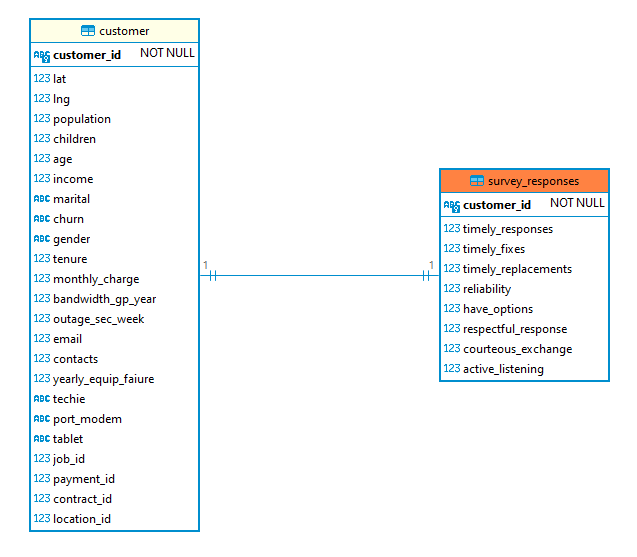 customer
ABC customer_id NOT NULL
123 lat
123 lng
123 population
123 children
123 age
123 income
ABC marital
ABC churn
ABC gender
123 tenure
123 monthly_charge
123 bandwidth_gp_year
123 outage_sec_week
123 email
123 contacts
123 yearly_equip_faiure
ABC techie
ABC port_modem
ABC tablet
123 job_id
123 payment_id
123 contract_id
123 location_id
1
1
survey_responses
ABC customer_id NOT NULL
123 timely_responses
123 timely_fixes
123 timely_replacements
123 reliability
123 have_options
123 respectful_response
123 courteous_exchange
123 active_listening